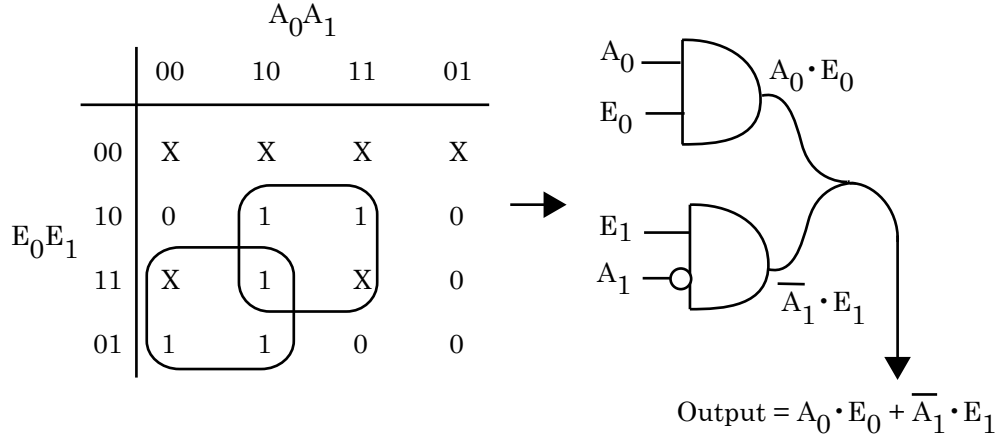 A₀A₁
00 10 11 01
00 X X X X
10 0 1 1 0
E₀E₁
11 X 1 X 0
01 1 1 0 0
A₀
E₀
A₀·E₀
E₁
A₁
A̅₁·E₁
Output = A₀·E₀ + A̅₁·E₁